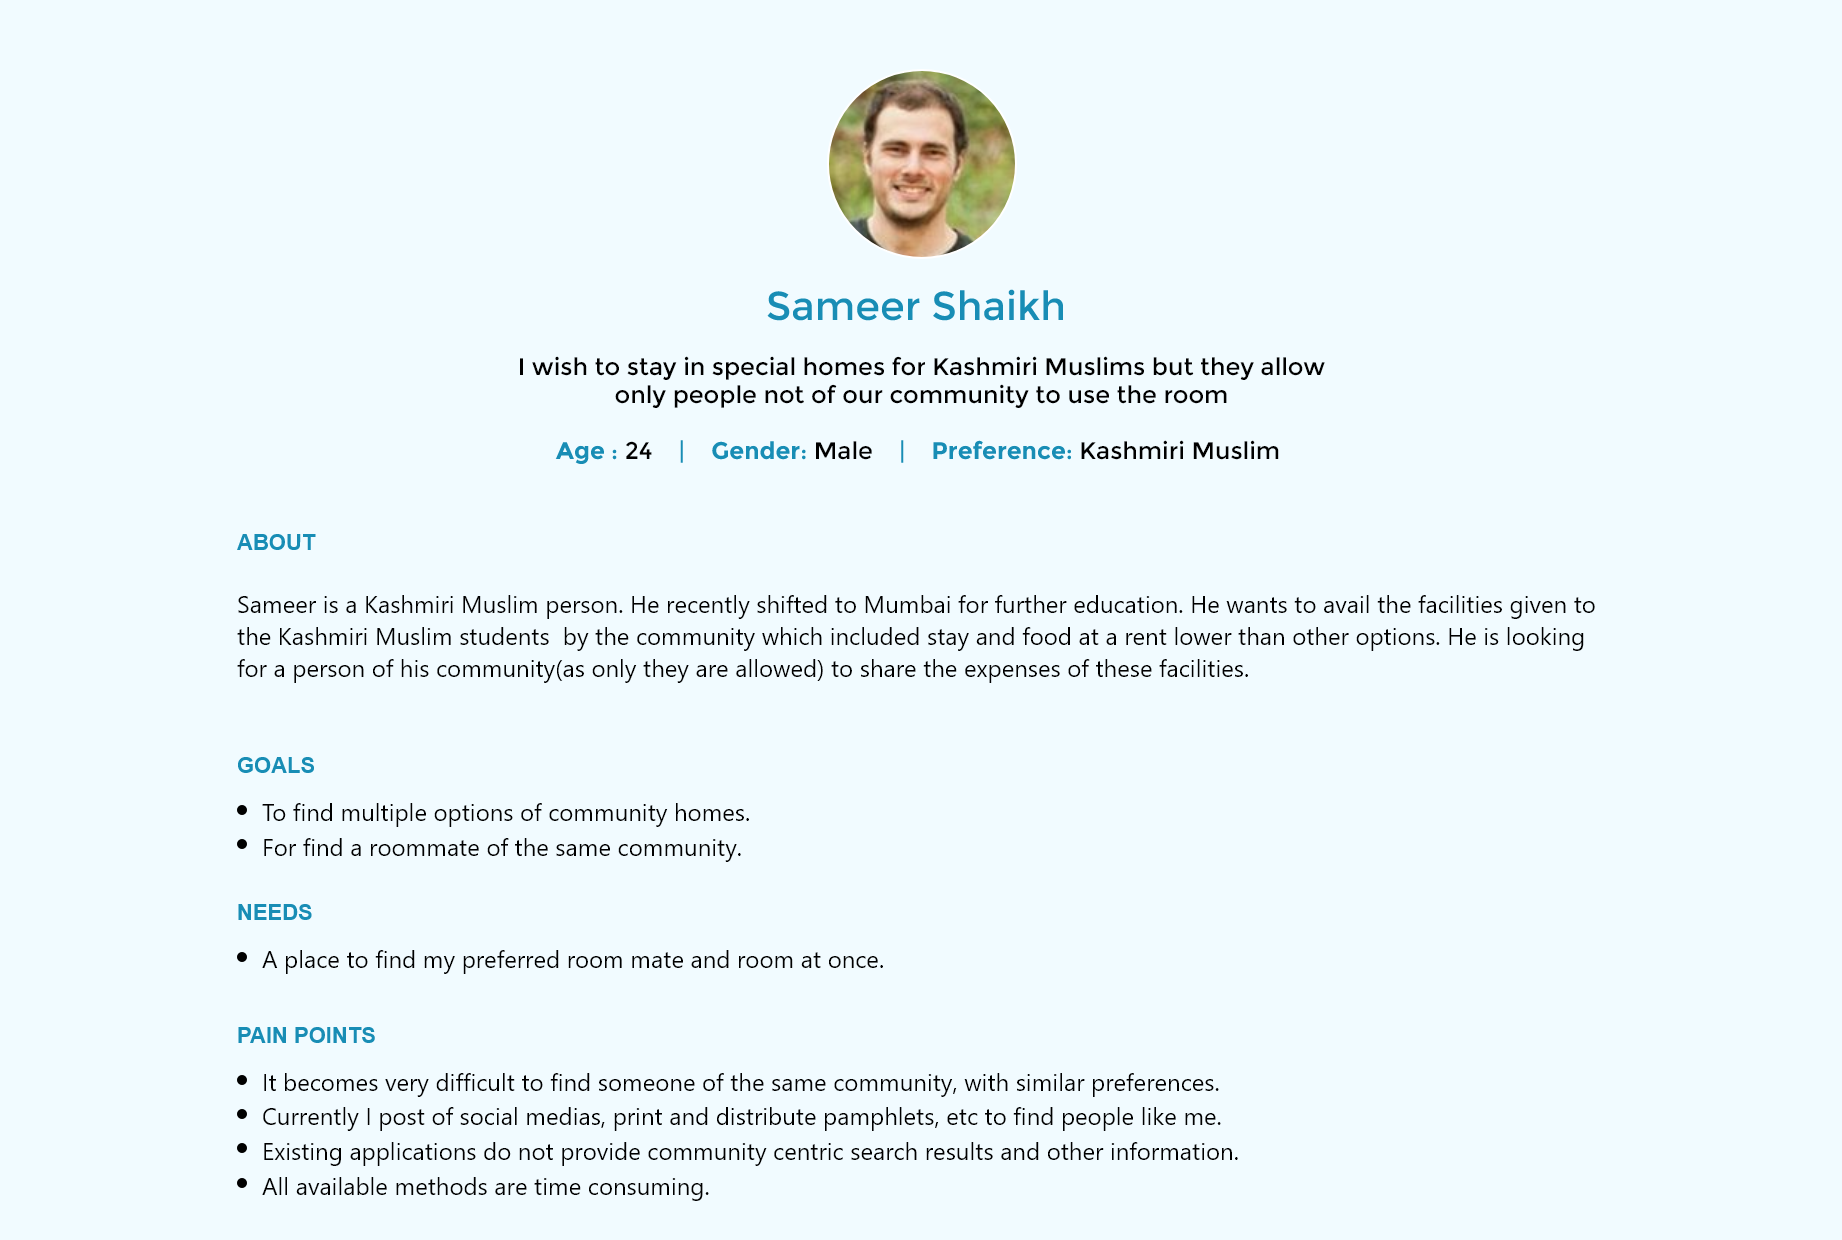 Sameer Shaikh
I wish to stay in special homes for Kashmiri Muslims but they allow
only people not of our community to use the room
Age : 24 | Gender: Male | Preference: Kashmiri Muslim
ABOUT
Sameer is a Kashmiri Muslim person. He recently shifted to Mumbai for further education. He wants to avail the facilities given to
the Kashmiri Muslim students  by the community which included stay and food at a rent lower than other options. He is looking
for a person of his community(as only they are allowed) to share the expenses of these facilities.
GOALS
• To find multiple options of community homes.
• For find a roommate of the same community.
NEEDS
• A place to find my preferred room mate and room at once.
PAIN POINTS
• It becomes very difficult to find someone of the same community, with similar preferences.
• Currently I post of social medias, print and distribute pamphlets, etc to find people like me.
• Existing applications do not provide community centric search results and other information.
• All available methods are time consuming.